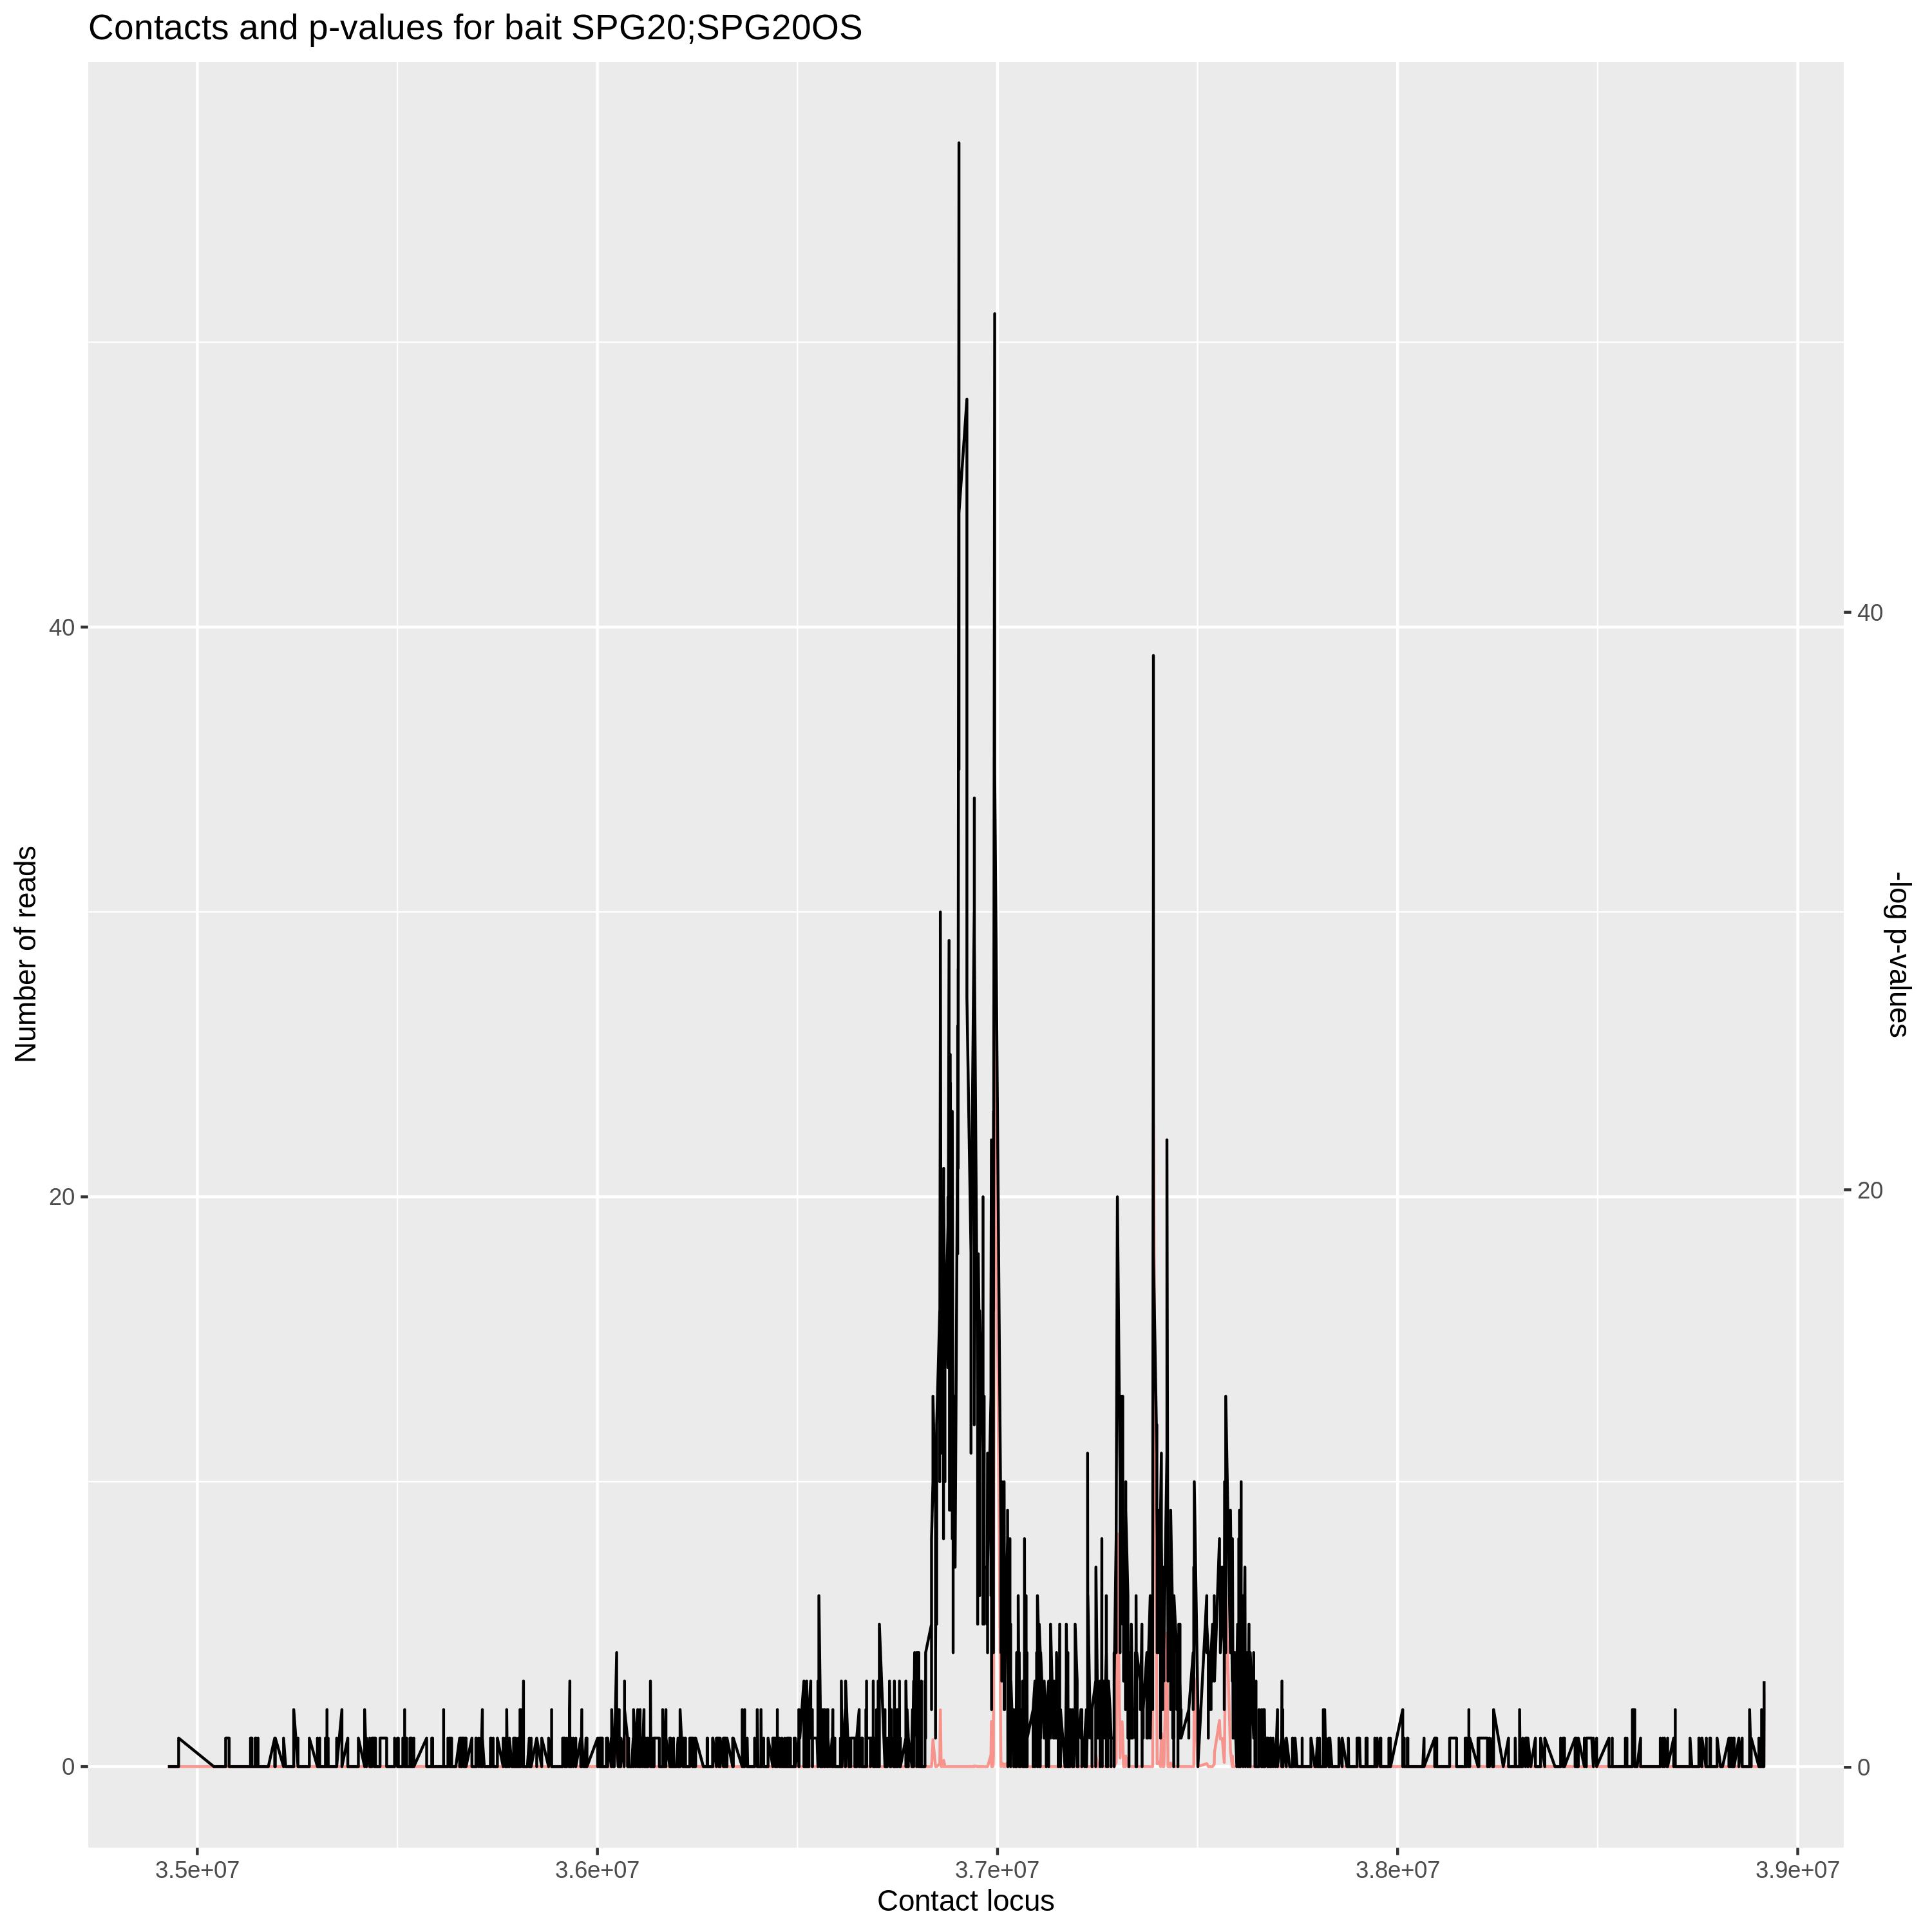 Contacts and p-values for bait SPG20;SPG20OS
Number of reads
40
20
0
40
20
0
-log p-values
3.5e+07 3.6e+07 3.7e+07 3.8e+07 3.9e+07
Contact locus